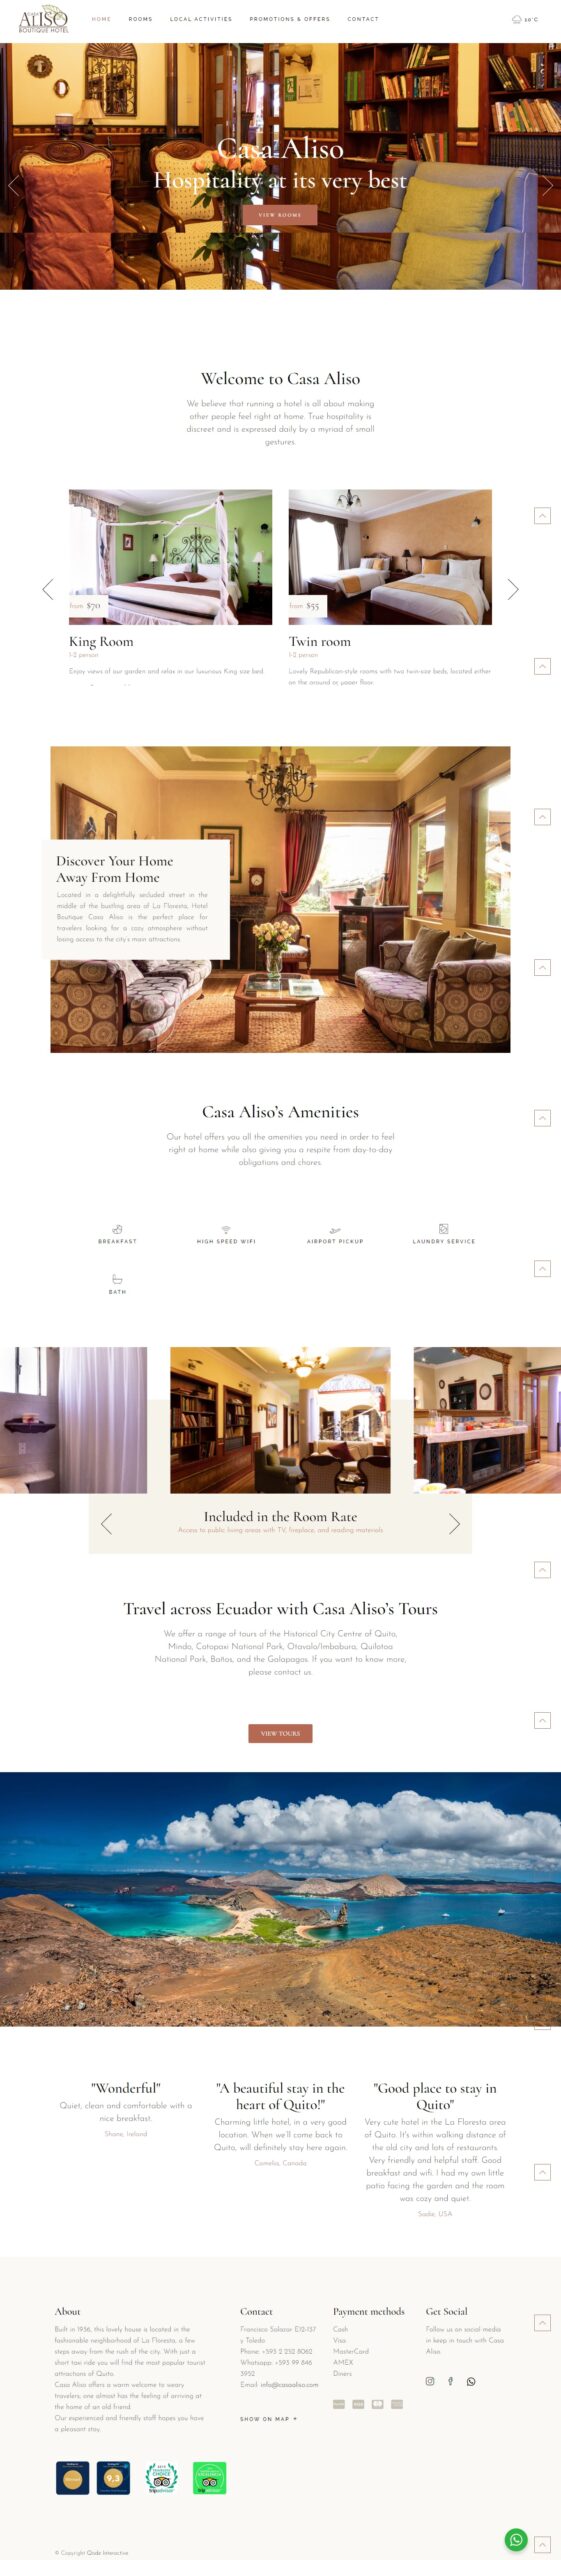 CASA
ALISO
BOUTIQUE HOTEL
HOME
ROOMS
LOCAL ACTIVITIES
PROMOTIONS & OFFERS
CONTACT
10°C
Casa Aliso
Hospitality at its very best
VIEW ROOMS
Welcome to Casa Aliso
We believe that running a hotel is all about making
other people feel right at home. True hospitality is
discreet and is expressed daily by a myriad of small
gestures.
from $70
King Room
1-2 person
Enjoy views of our garden and relax in our luxurious King size bed.
from $55
Twin room
1-2 person
Lovely Republican-style rooms with two twin-size beds, located either
on the ground or upper floor.
Discover Your Home
Away From Home
Located in a delightfully secluded street in the
middle of the bustling area of La Floresta, Hotel
Boutique Casa Aliso is the perfect place for
travelers looking for a cozy atmosphere without
losing access to the city's main attractions.
Casa Aliso's Amenities
Our hotel offers you all the amenities you need in order to feel
right at home while also giving you a respite from day-to-day
obligations and chores.
BREAKFAST
HIGH SPEED WIFI
AIRPORT PICKUP
LAUNDRY SERVICE
BATH
Included in the Room Rate
Access to public living areas with TV, fireplace, and reading materials
Travel across Ecuador with Casa Aliso's Tours
We offer a range of tours of the Historical City Centre of Quito,
Mindo, Cotopaxi National Park, Otavalo/Imbabura, Quilotoa
National Park, Baños, and the Galapagos. If you want to know more,
please contact us.
VIEW TOURS
"Wonderful"
Quiet, clean and comfortable with a
nice breakfast.
Shane, Ireland
"A beautiful stay in the
heart of Quito!"
Charming little hotel, in a very good
location. When we'll come back to
Quito, will definitely stay here again.
Camelia, Canada
"Good place to stay in
Quito"
Very cute hotel in the La Floresta area
of Quito. It's within walking distance of
the old city and lots of restaurants.
Very friendly and helpful staff. Good
breakfast and wifi. I had my own little
patio facing the garden and the room
was cozy and quiet.
Sadie, USA
About
Built in 1936, this lovely house is located in the
fashionable neighborhood of La Floresta, a few
steps away from the rush of the city. With just a
short taxi ride you will find the most popular tourist
attractions of Quito.
Casa Aliso offers a warm welcome to weary
travelers, one almost has the feeling of arriving at
the home of an old friend.
Our experienced and friendly staff hopes you have
a pleasant stay.
Contact
Francisco Salazar E12-137
y Toledo
Phone: +593 2 252 8062
Whatsapp: +593 99 846
3952
Email: info@casaaliso.com
SHOW ON MAP +
Payment methods
Cash
Visa
MasterCard
AMEX
Diners
Get Social
Follow us on social media
in keep in touch with Casa
Aliso.
9,3
tripadvisor
© Copyright Qode Interactive